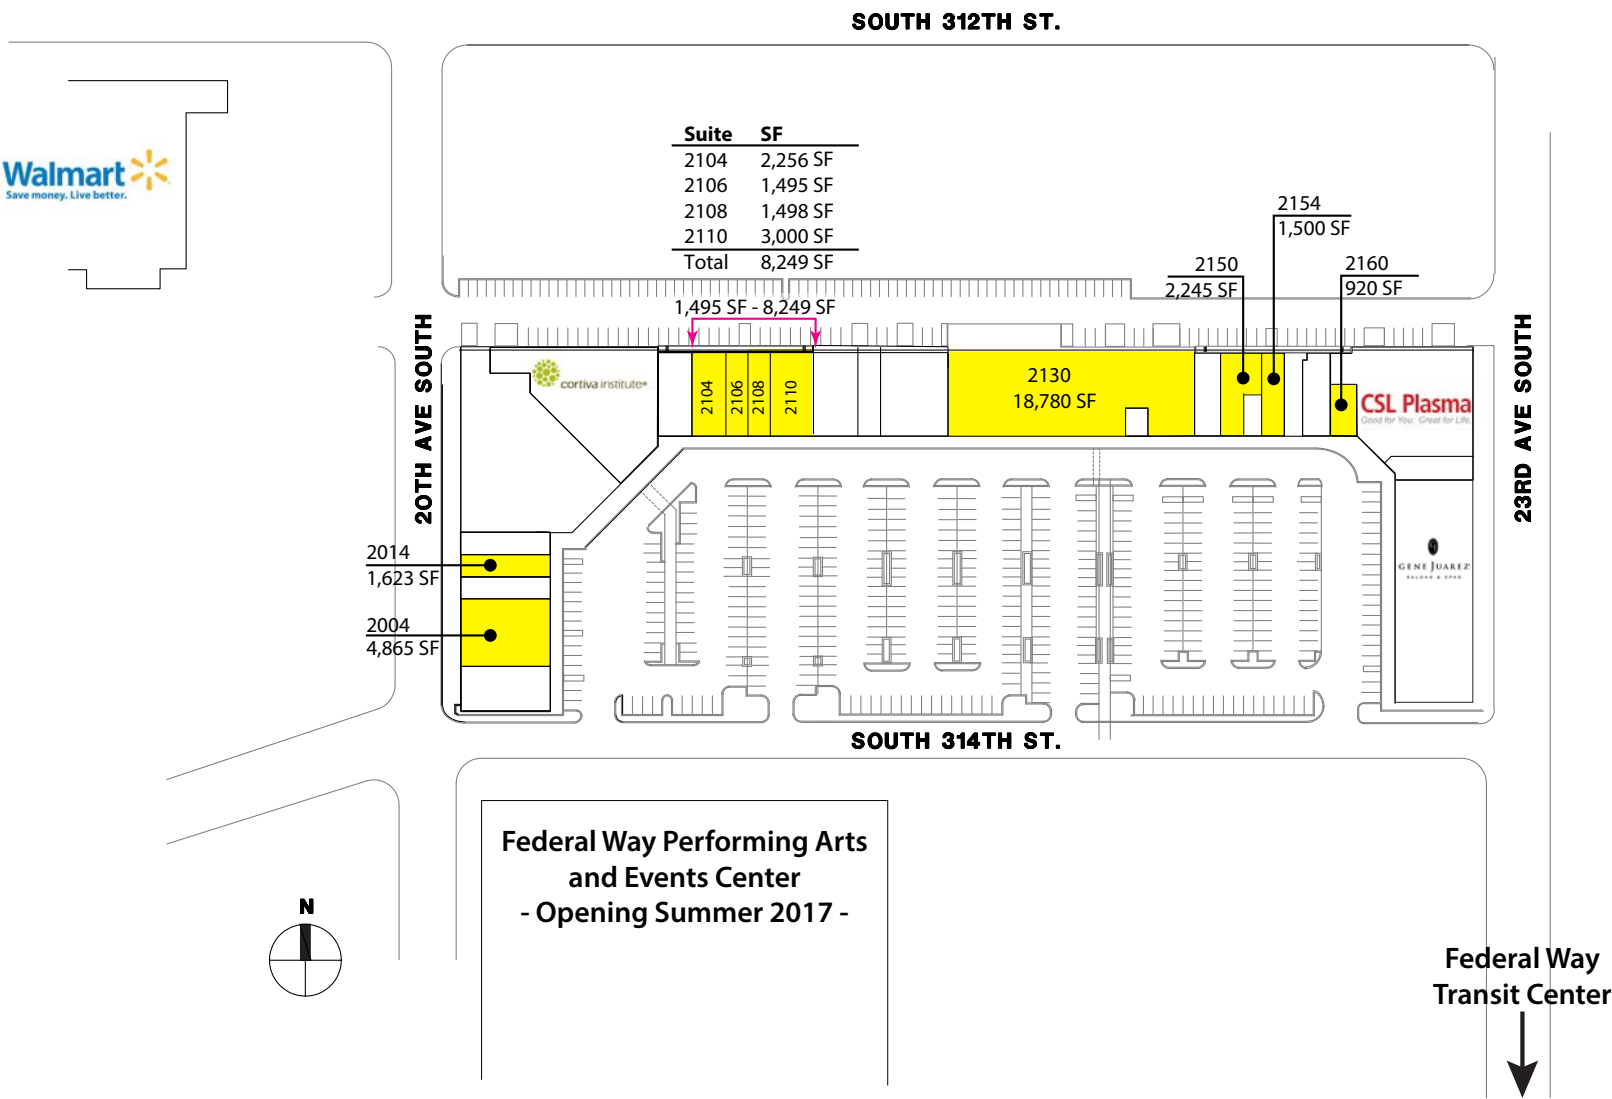 SOUTH 312TH ST.
Walmart
Save money. Live better.
Suite SF
2104 2,256 SF
2106 1,495 SF
2108 1,498 SF
2110 3,000 SF
Total 8,249 SF
1,495 SF - 8,249 SF
2154
1,500 SF
2150
2,245 SF
2160
920 SF
20TH AVE SOUTH
23RD AVE SOUTH
cortiva institute®
2104
2106
2108
2110
2130
18,780 SF
CSL Plasma
Good for You. Great for Life.
2014
1,623 SF
2004
4,865 SF
GENE JUAREZ
SALONS & SPAS
SOUTH 314TH ST.
Federal Way Performing Arts
and Events Center
- Opening Summer 2017 -
N
Federal Way
Transit Center